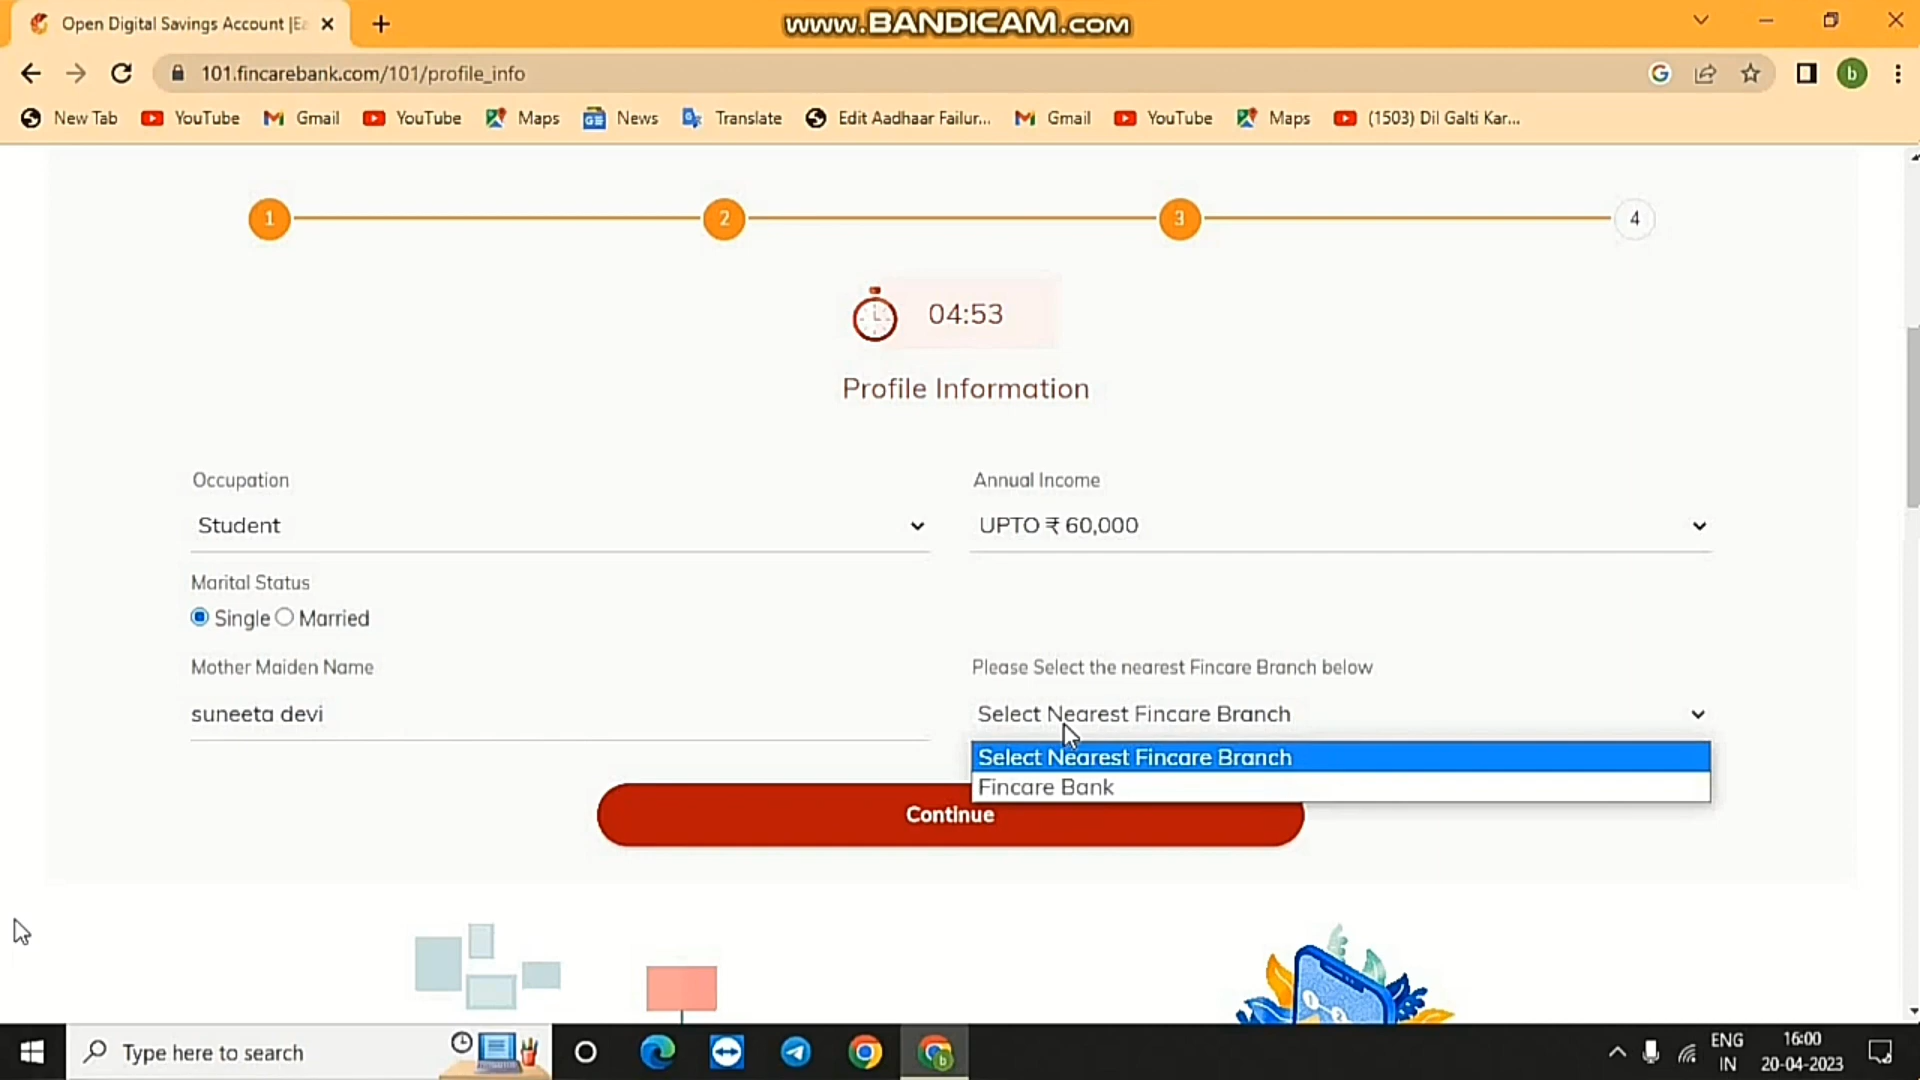 Open Digital Savings Account |Ea
www.BANDICAM.com
101.fincarebank.com/101/profile_info
b
New Tab YouTube Gmail YouTube Maps News Translate Edit Aadhaar Failur... Gmail YouTube Maps (1503) Dil Galti Kar...
1 2 3 4
04:53
Profile Information
Occupation
Annual Income
Student
UPTO ₹ 60,000
Marital Status
Single Married
Mother Maiden Name
Please Select the nearest Fincare Branch below
suneeta devi
Select Nearest Fincare Branch
Select Nearest Fincare Branch
Fincare Bank
Continue
Type here to search
ENG
IN
16:00
20-04-2023